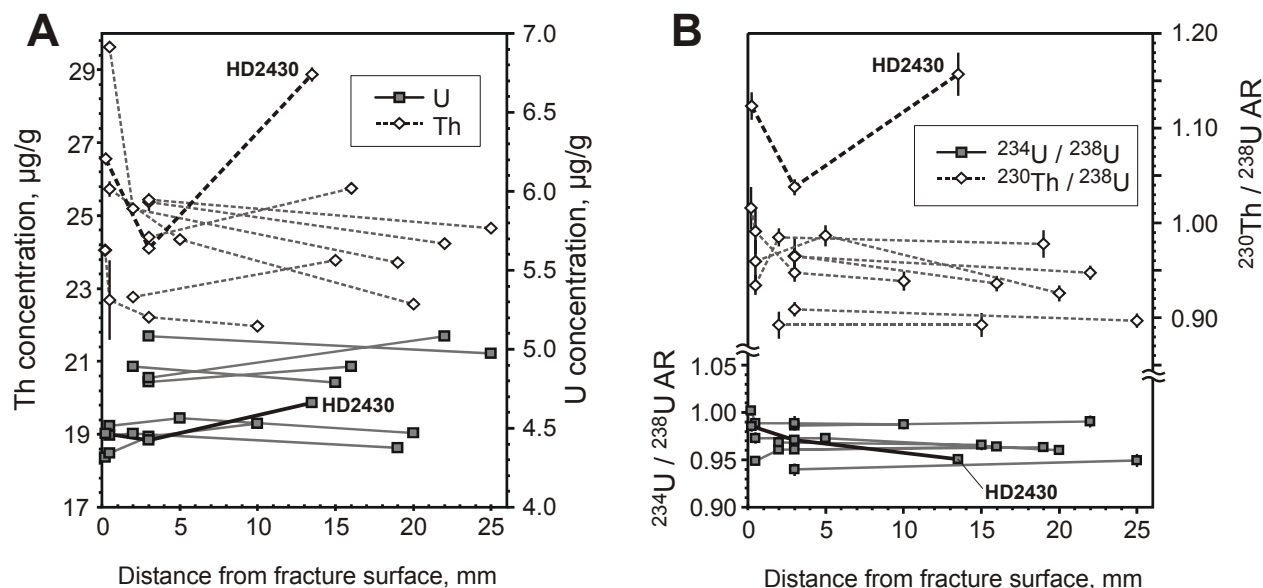 A
Th concentration, µg/g
29
27
25
23
21
19
17
7.0
6.5
6.0
5.5
5.0
4.5
4.0
U concentration, µg/g
HD2430
U
Th
HD2430
0 5 10 15 20 25
Distance from fracture surface, mm
B
1.20
1.10
1.00
0.90
230Th / 238U AR
HD2430
234U / 238U
230Th / 238U
234U / 238U AR
1.05
1.00
0.95
0.90
HD2430
0 5 10 15 20 25
Distance from fracture surface, mm